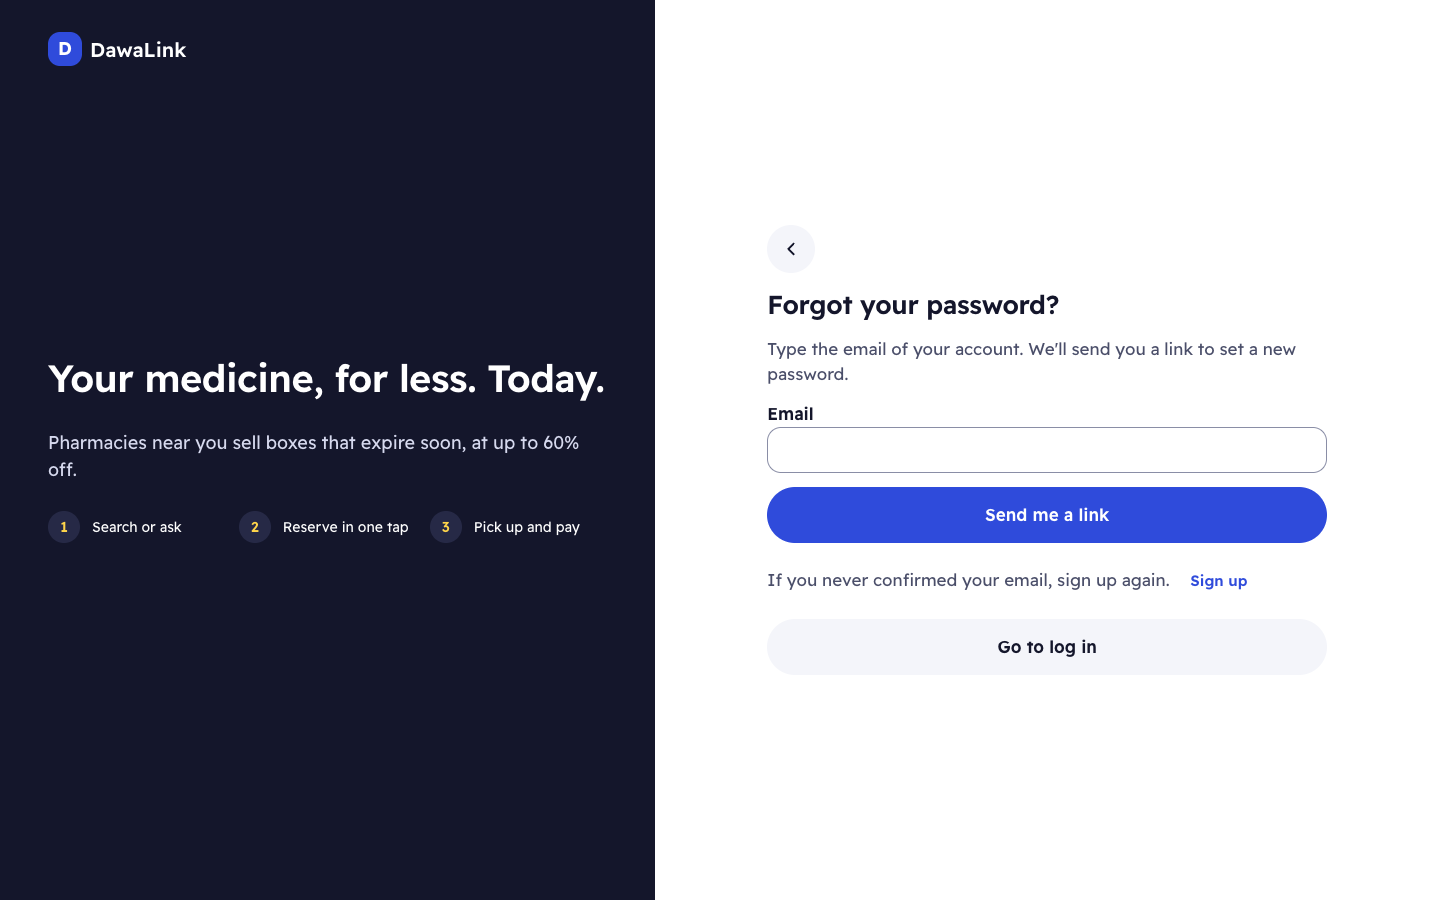 D DawaLink
Your medicine, for less. Today.
Pharmacies near you sell boxes that expire soon, at up to 60%
off.
1 Search or ask 2 Reserve in one tap 3 Pick up and pay
Forgot your password?
Type the email of your account. We'll send you a link to set a new
password.
Email
Send me a link
If you never confirmed your email, sign up again. Sign up
Go to log in